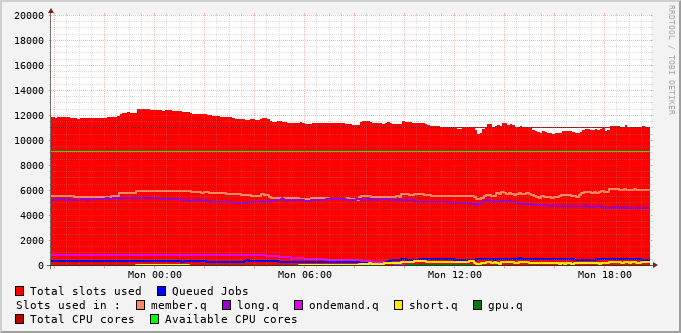 20000
18000
16000
14000
12000
10000
8000
6000
4000
2000
0
Mon 00:00 Mon 06:00 Mon 12:00 Mon 18:00
RRDTOOL / TOBI OETIKER
Total slots used Queued Jobs
Slots used in : member.q long.q ondemand.q short.q gpu.q
Total CPU cores Available CPU cores